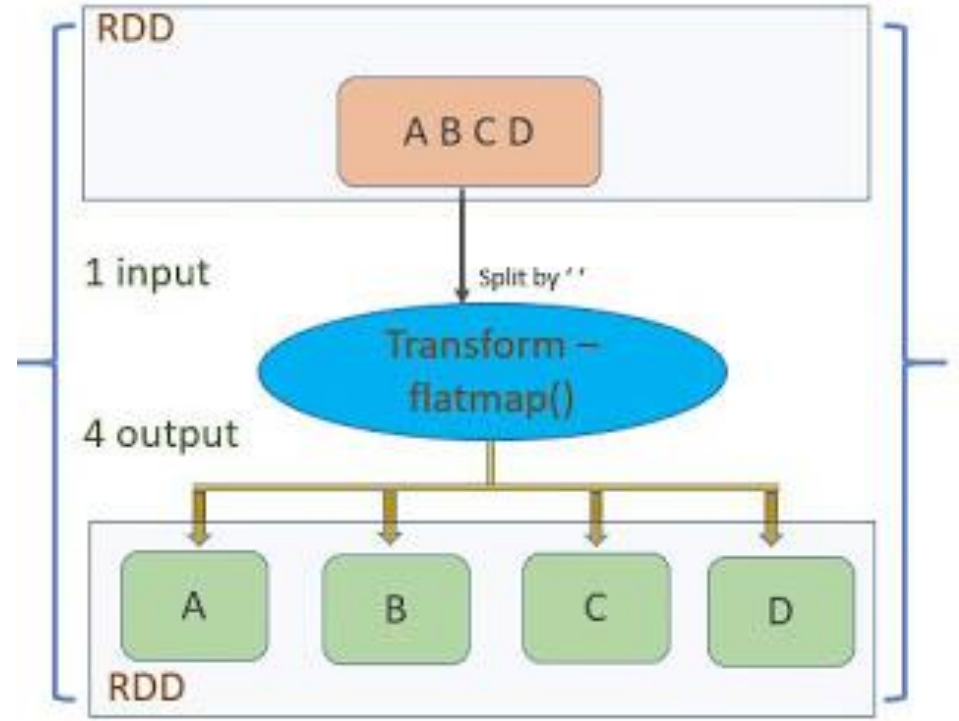 RDD
A B C D
1 input
Split by ‘ ’
Transform –
flatmap()
4 output
A
B
C
D
RDD